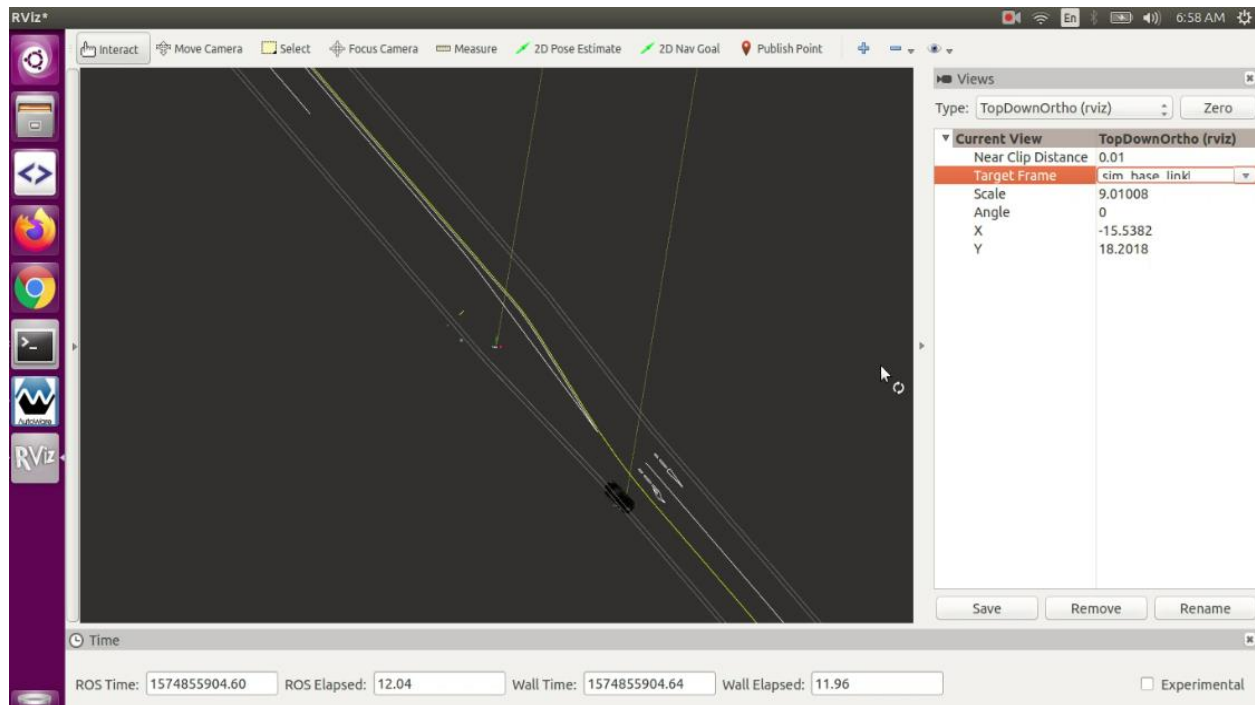 RViz*
En
6:58 AM
Interact Move Camera Select Focus Camera Measure 2D Pose Estimate 2D Nav Goal Publish Point
Views
Type: TopDownOrtho (rviz) Zero
Current View TopDownOrtho (rviz)
Near Clip Distance 0.01
Target Frame sim_base_link
Scale 9.01008
Angle 0
X -15.5382
Y 18.2018
Autoware
RViz
Save Remove Rename
Time
ROS Time: 1574855904.60 ROS Elapsed: 12.04 Wall Time: 1574855904.64 Wall Elapsed: 11.96 Experimental